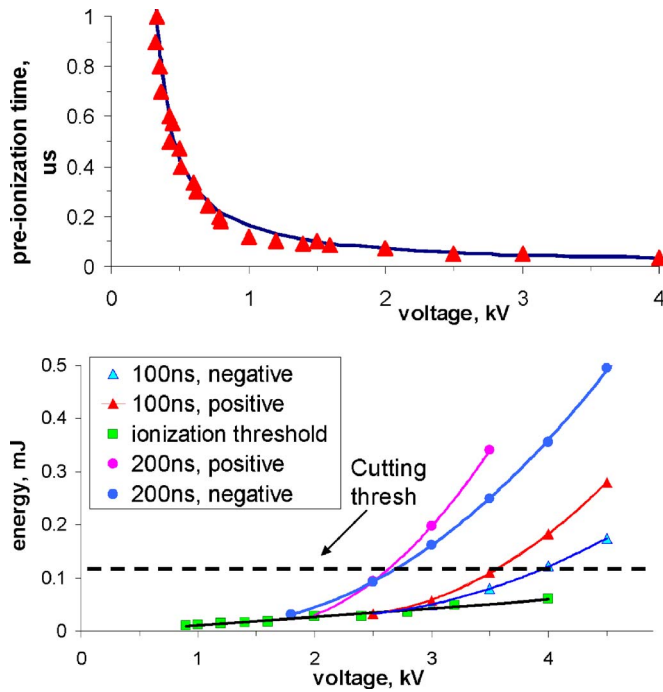 pre-ionization time,
us
1
0.8
0.6
0.4
0.2
0
0 1 2 3 4
voltage, kV
energy, mJ
0.5
0.4
0.3
0.2
0.1
0
100ns, negative
100ns, positive
ionization threshold
200ns, positive
200ns, negative
Cutting
thresh
0 1 2 3 4
voltage, kV